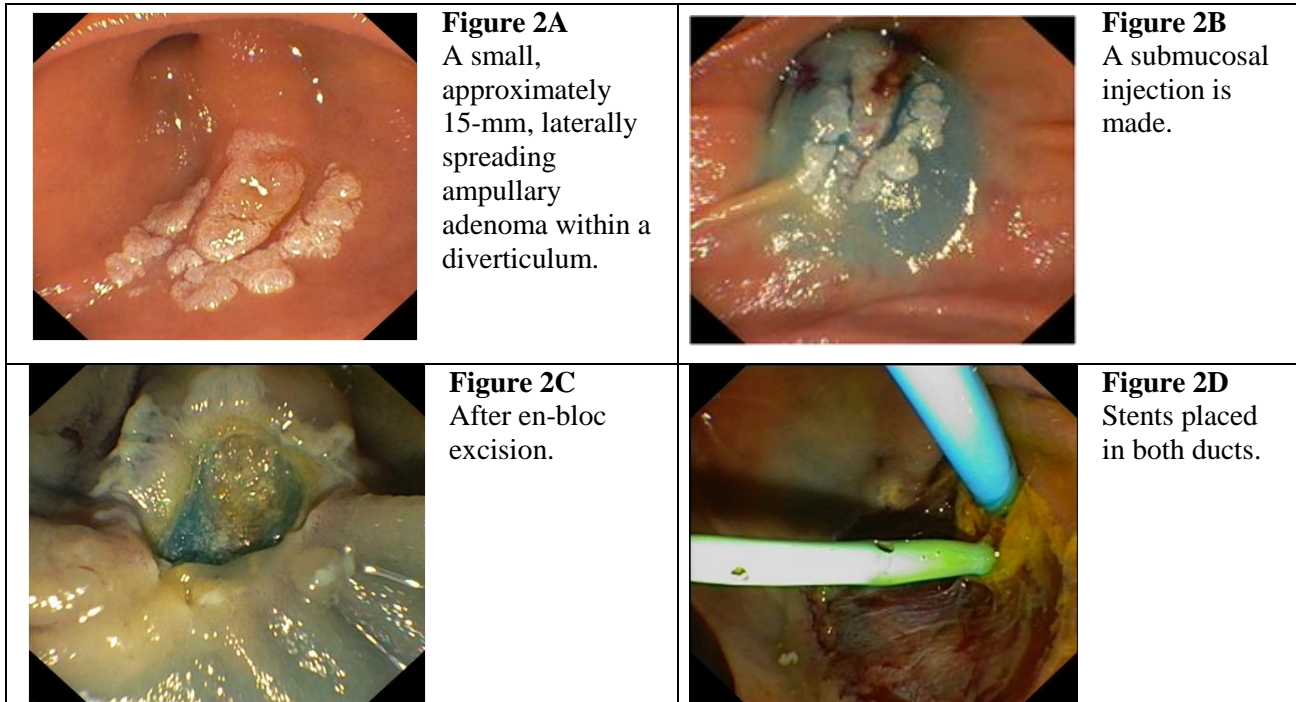 Figure 2A
A small,
approximately
15-mm, laterally
spreading
ampullary
adenoma within a
diverticulum.
Figure 2B
A submucosal
injection is
made.
Figure 2C
After en-bloc
excision.
Figure 2D
Stents placed
in both ducts.